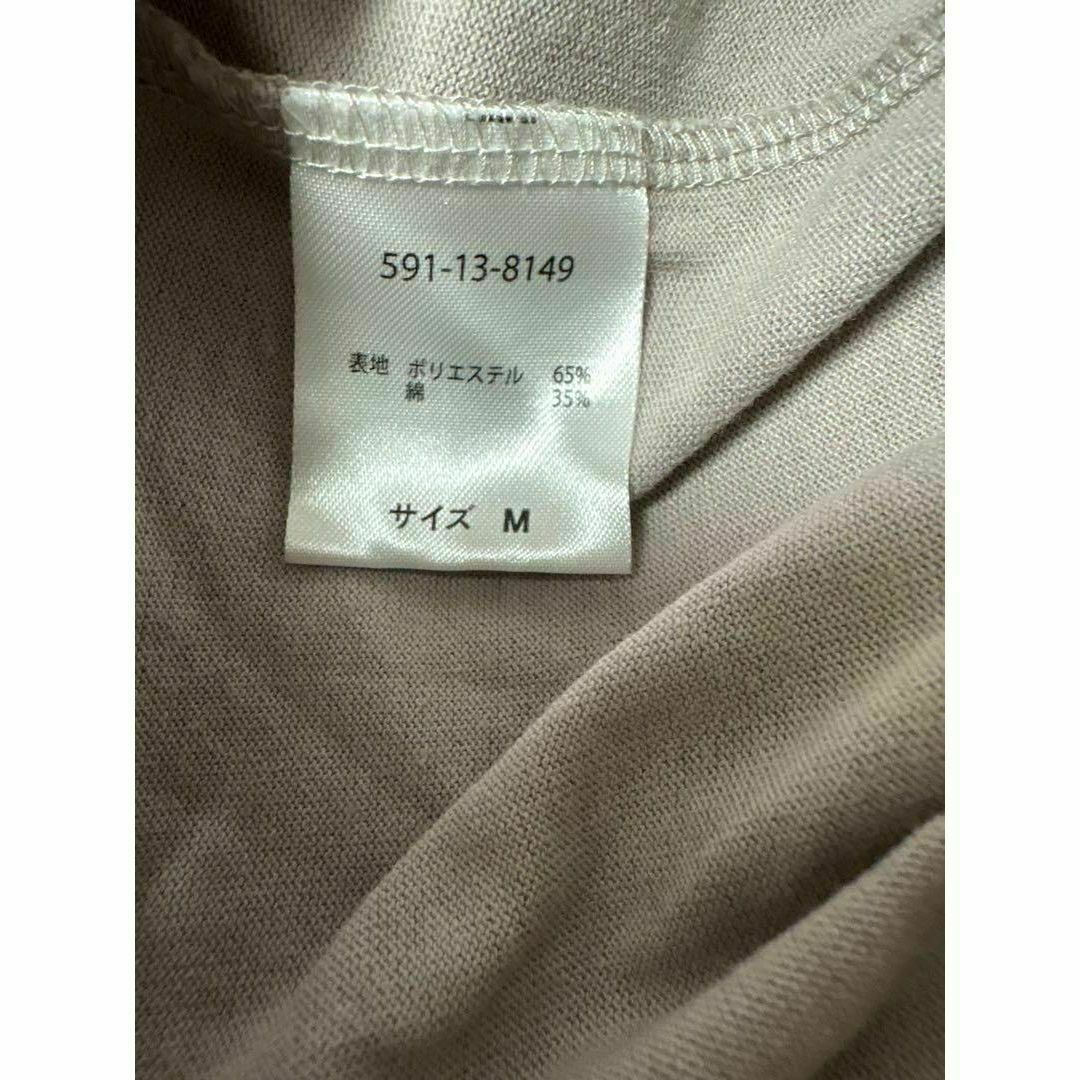 591-13-8149
表地 ポリエステル 65%
綿 35%
サイズ M